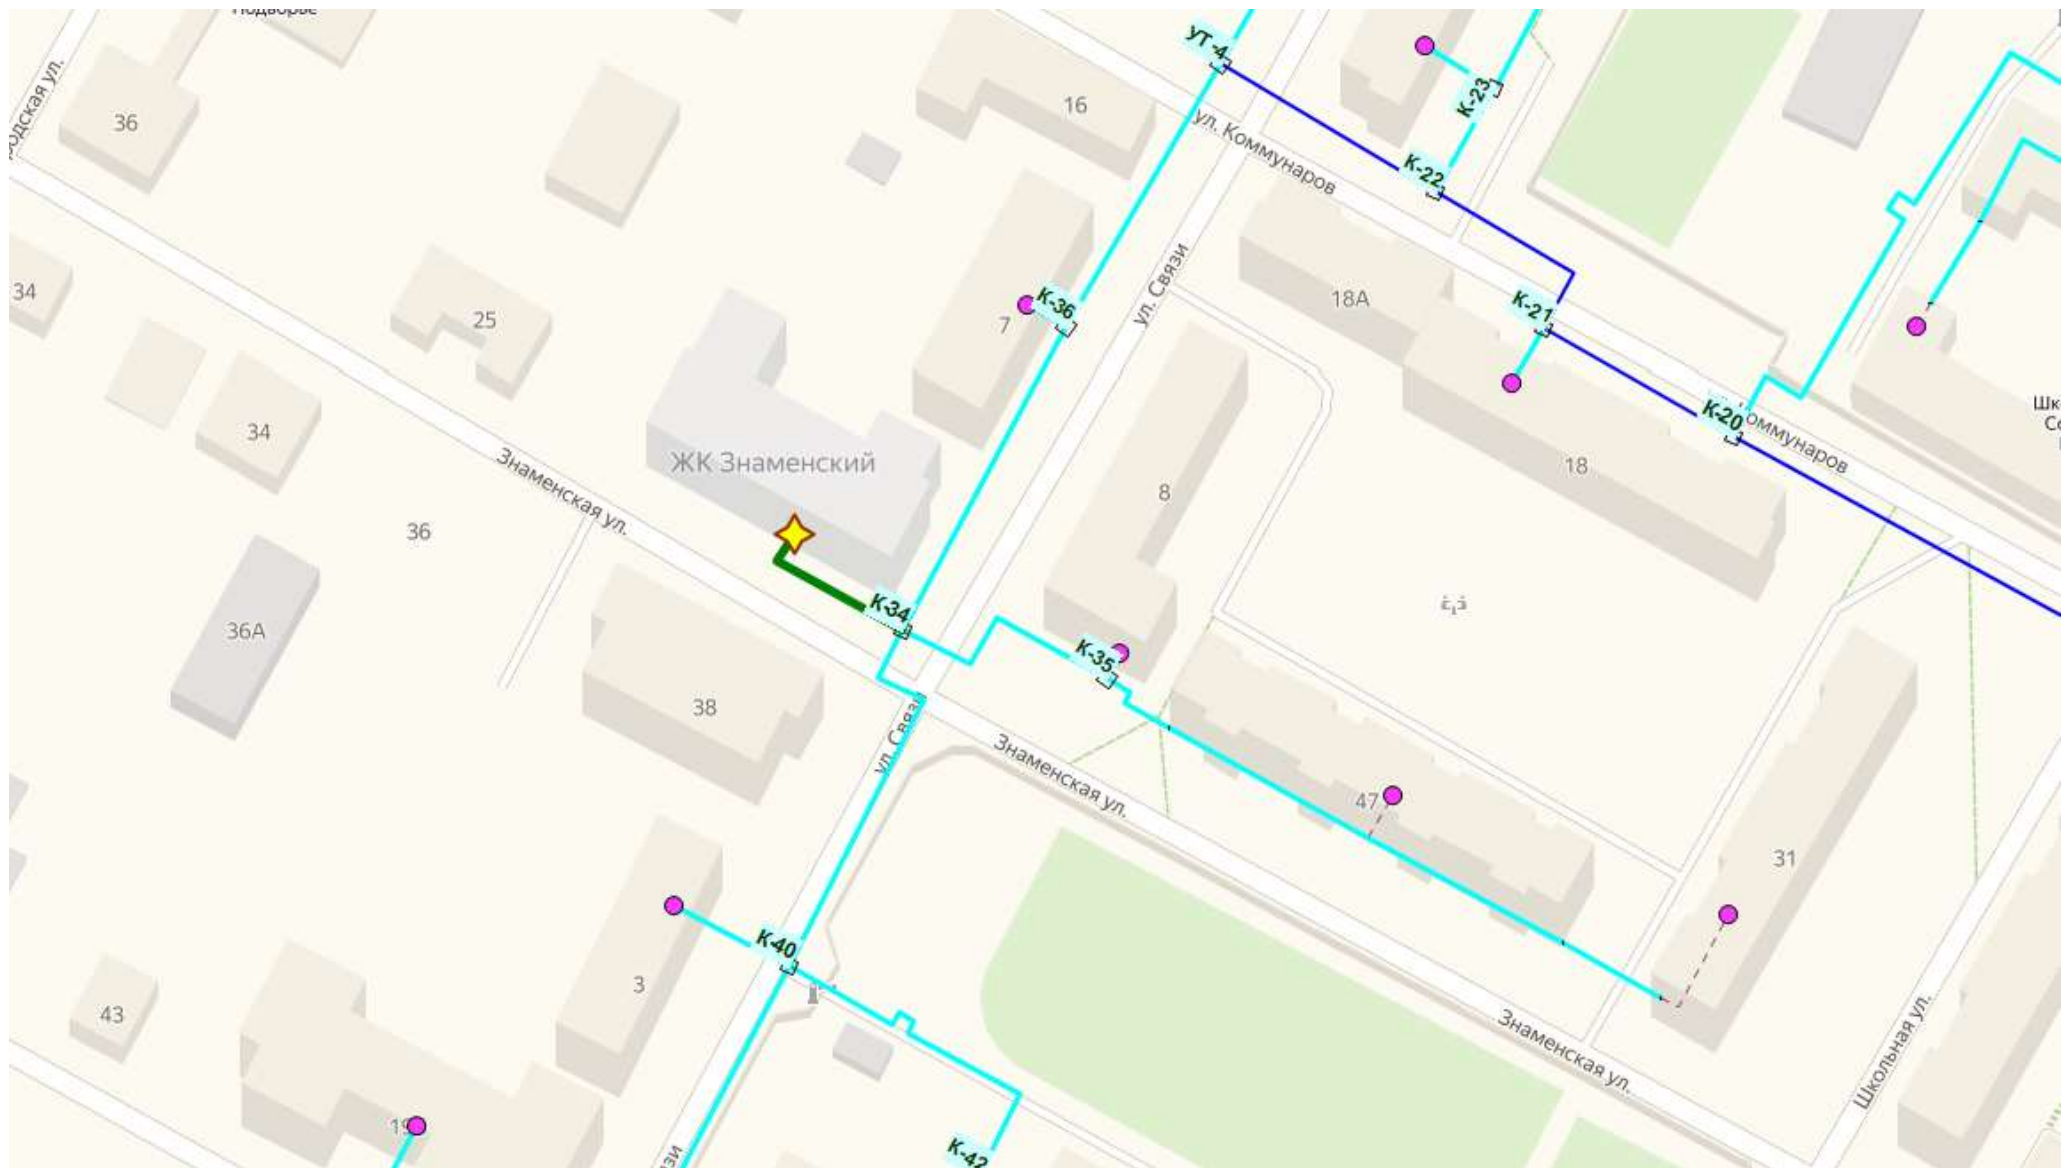 Подворье
УТ-4
К-23
16
36
ул. Коммунаров
К-22
34
25
К-36
7
ул. Связи
18А
К-21
К-20
34
ЖК Знаменский
Знаменская ул.
8
18
36
К-34
36А
К-35
38
ул. Связи
Знаменская ул.
47
31
К-40
3
43
Знаменская ул.
Школьная ул.
К-42